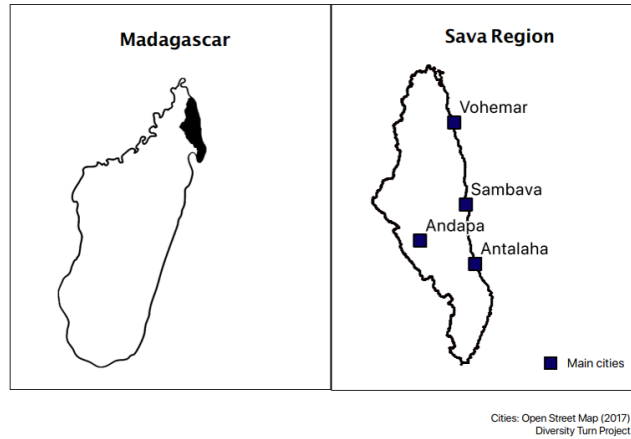 Madagascar
Sava Region
Vohemar
Sambava
Andapa
Antalaha
Main cities
Cities: Open Street Map (2017)
Diversity Turn Project